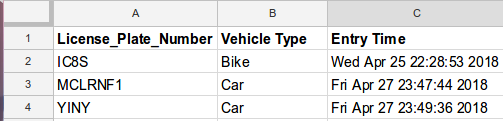 A B C
1 License_Plate_Number Vehicle Type Entry Time
2 IC8S Bike Wed Apr 25 22:28:53 2018
3 MCLRNF1 Car Fri Apr 27 23:47:44 2018
4 YINY Car Fri Apr 27 23:49:36 2018